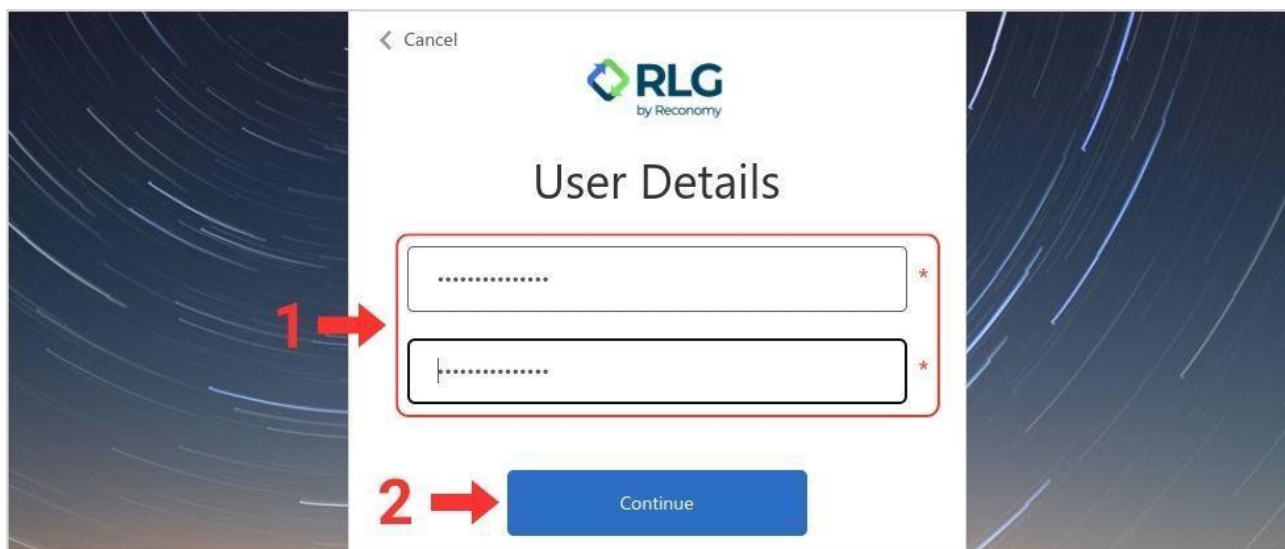 Cancel
RLG
by Reconomy
User Details
••••••••••••••• *
1
••••••••••••••• *
2
Continue